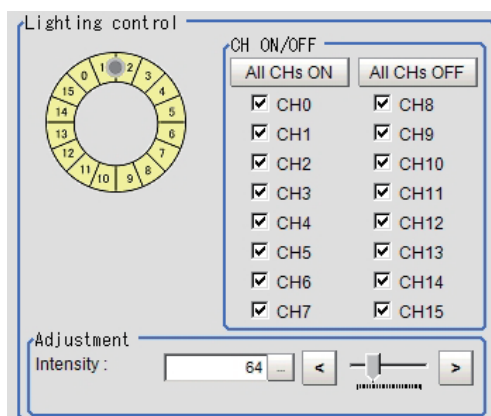 Lighting control
0 1 2 3 4 5 6 7 8 9 10 11 12 13 14 15
CH ON/OFF
All CHs ON All CHs OFF
CH0 CH8
CH1 CH9
CH2 CH10
CH3 CH11
CH4 CH12
CH5 CH13
CH6 CH14
CH7 CH15
Adjustment
Intensity : 64 ... < >